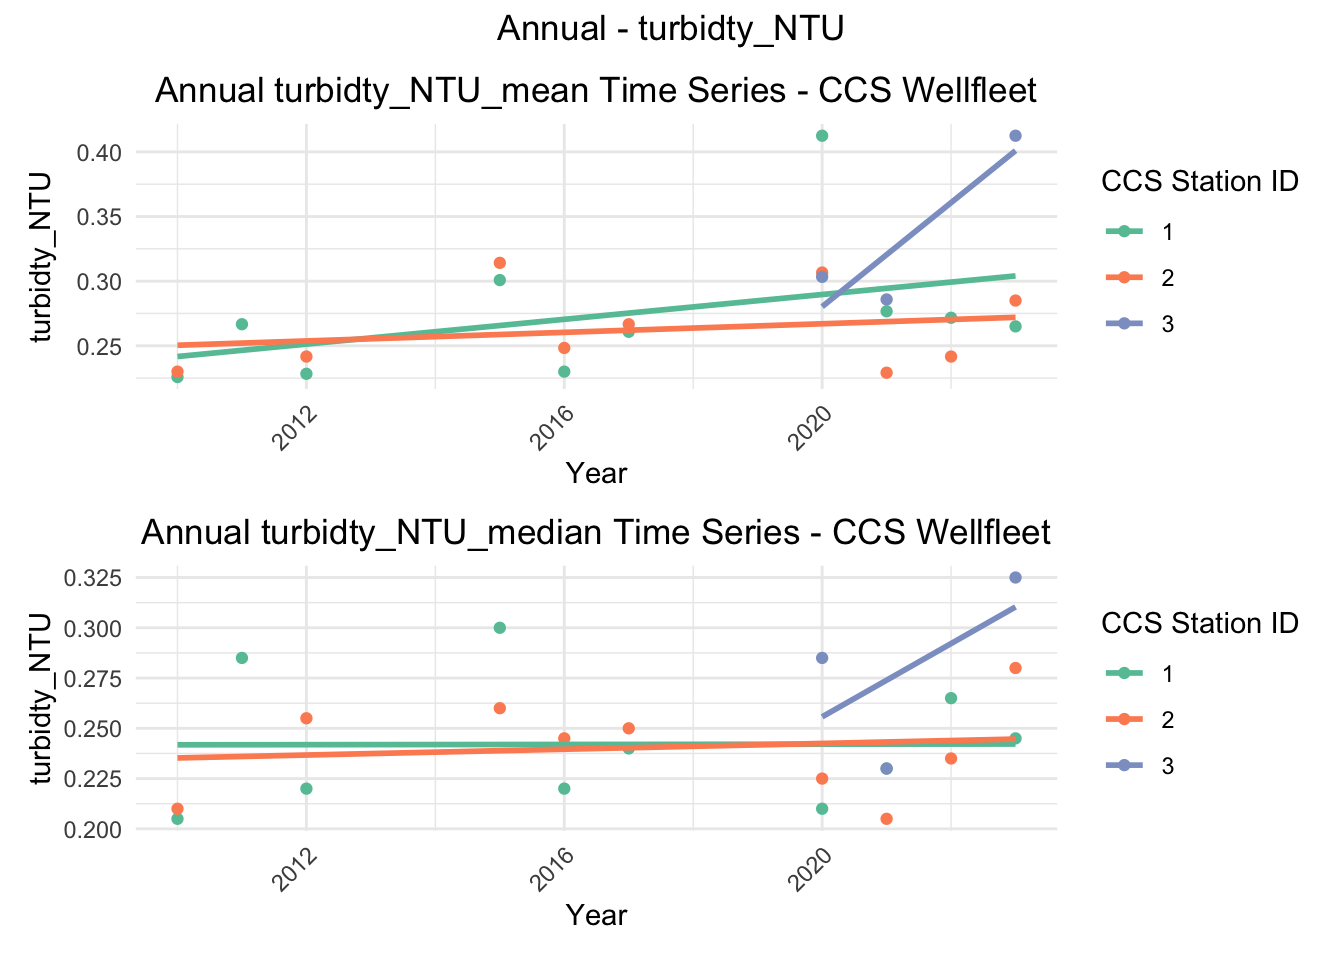 Annual - turbidty_NTU
Annual turbidty_NTU_mean Time Series - CCS Wellfleet
turbidty_NTU
0.40
0.35
0.30
0.25
2012
2016
2020
Year
CCS Station ID
1
2
3
Annual turbidty_NTU_median Time Series - CCS Wellfleet
turbidty_NTU
0.325
0.300
0.275
0.250
0.225
0.200
2012
2016
2020
Year
CCS Station ID
1
2
3